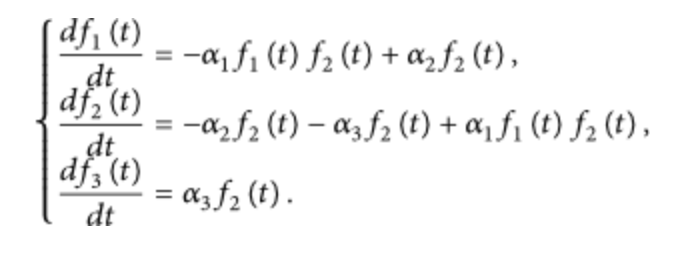 df₁(t)/dt = −α₁f₁(t)f₂(t) + α₂f₂(t),
df₂(t)/dt = −α₂f₂(t) − α₃f₂(t) + α₁f₁(t)f₂(t),
df₃(t)/dt = α₃f₂(t).